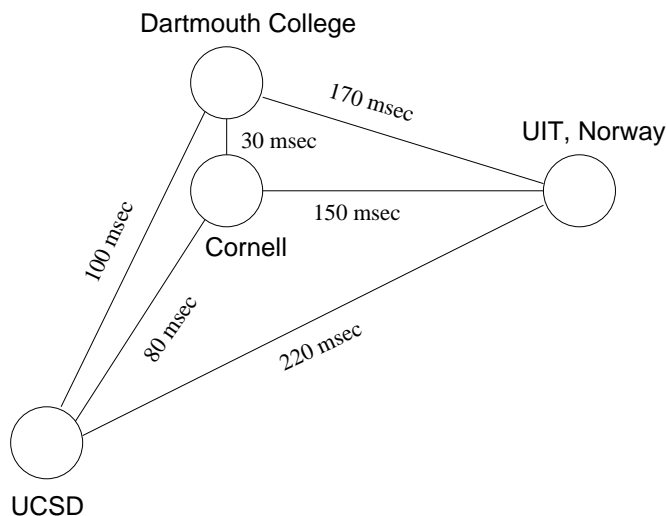 Dartmouth College
170 msec
UIT, Norway
30 msec
150 msec
Cornell
100 msec
80 msec
220 msec
UCSD